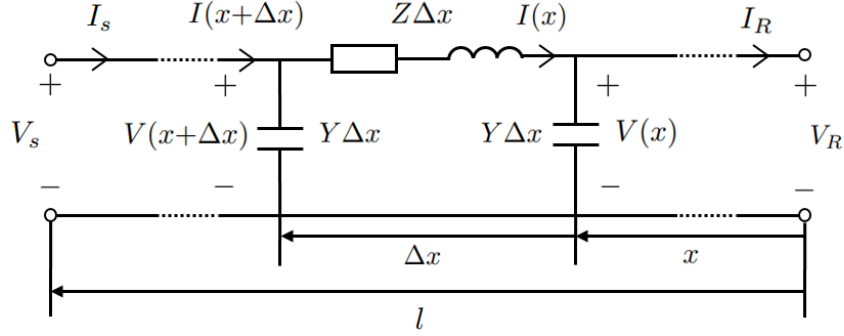 I_s I(x+Δx) ZΔx I(x) I_R
+ + + +
V_s V(x+Δx) YΔx YΔx V(x) V_R
− − − −
Δx x
l